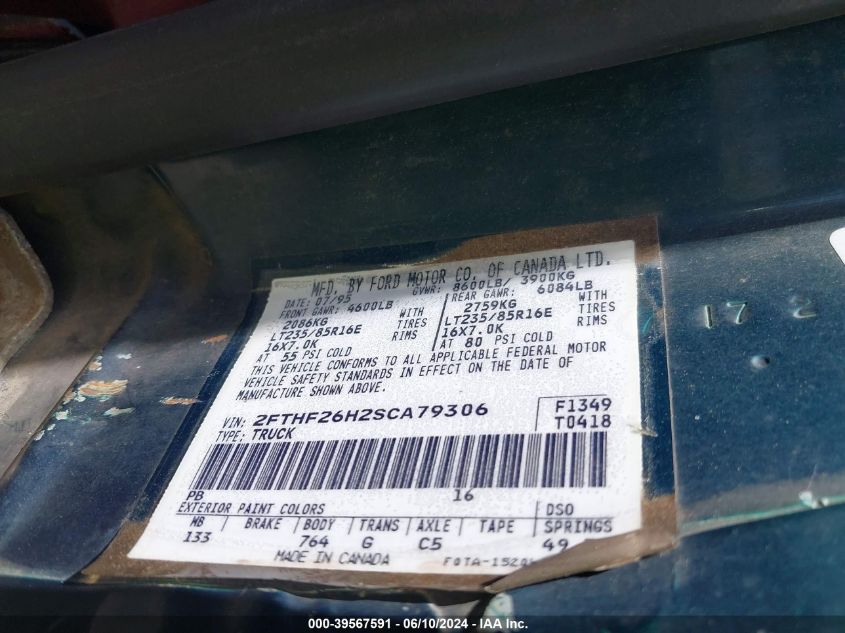 MFD. BY FORD MOTOR CO. OF CANADA LTD.
DATE: 07/95 GVWR: 8600LB/ 3900KG
FRONT GAWR: 4600LB REAR GAWR: 6084LB
2086KG WITH 2759KG WITH
LT235/85R16E TIRES LT235/85R16E TIRES
16X7.0K RIMS 16X7.0K RIMS
AT 55 PSI COLD AT 80 PSI COLD
THIS VEHICLE CONFORMS TO ALL APPLICABLE FEDERAL MOTOR
VEHICLE SAFETY STANDARDS IN EFFECT ON THE DATE OF
MANUFACTURE SHOWN ABOVE.
VIN: 2FTHF26H2SCA79306 F1349
TYPE: TRUCK T0418
PB 16
EXTERIOR PAINT COLORS DSO
WB BRAKE BODY TRANS AXLE TAPE SPRINGS
133 764 G C5 49
MADE IN CANADA
17 2
000-39567591 - 06/10/2024 - IAA Inc.